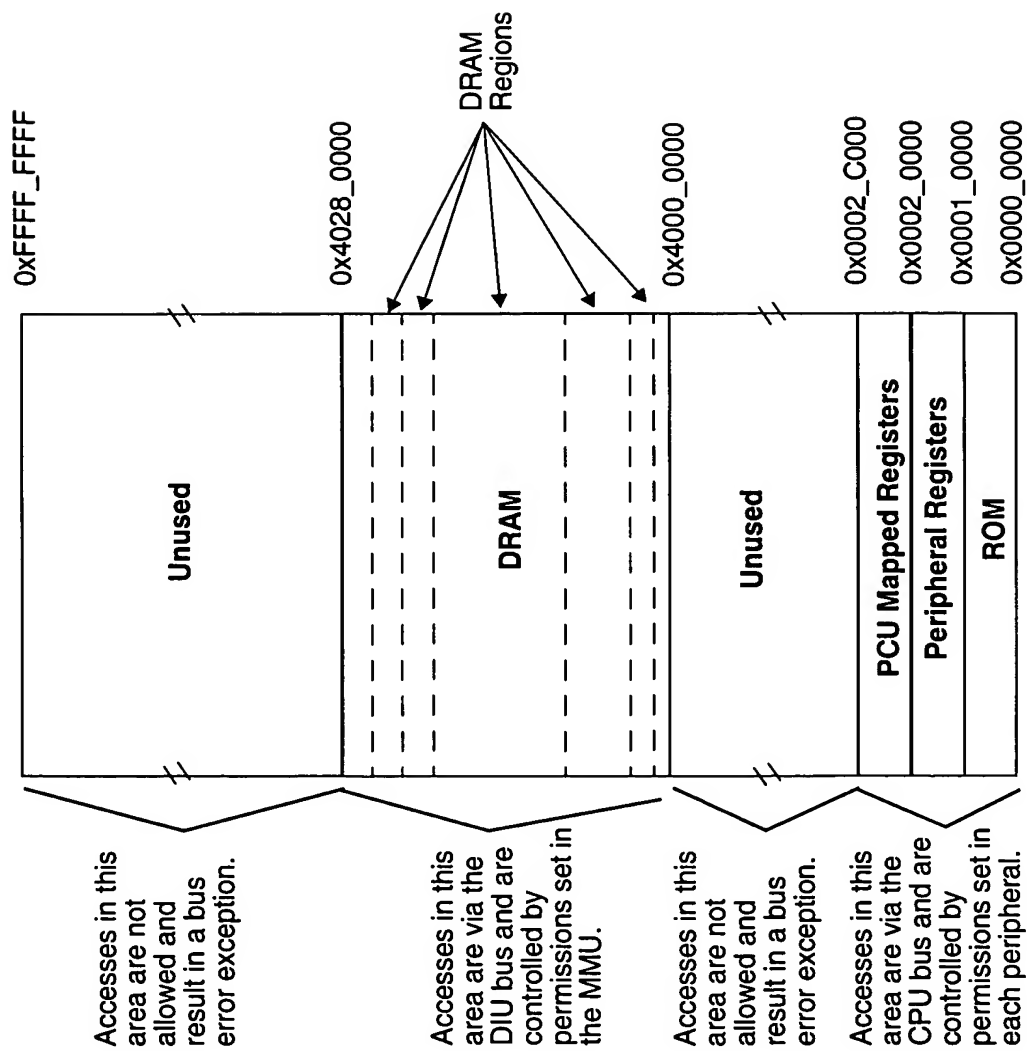 0xFFFF_FFFF
Accesses in this
area are not
allowed and
result in a bus
error exception.
Unused
0x4028_0000
DRAM
Regions
Accesses in this
area are via the
DIU bus and are
controlled by
permissions set in
the MMU.
DRAM
0x4000_0000
Accesses in this
area are not
allowed and
result in a bus
error exception.
Unused
0x0002_C000
Accesses in this
area are via the
CPU bus and are
controlled by
permissions set in
each peripheral.
PCU Mapped Registers
0x0002_0000
Peripheral Registers
0x0001_0000
ROM
0x0000_0000